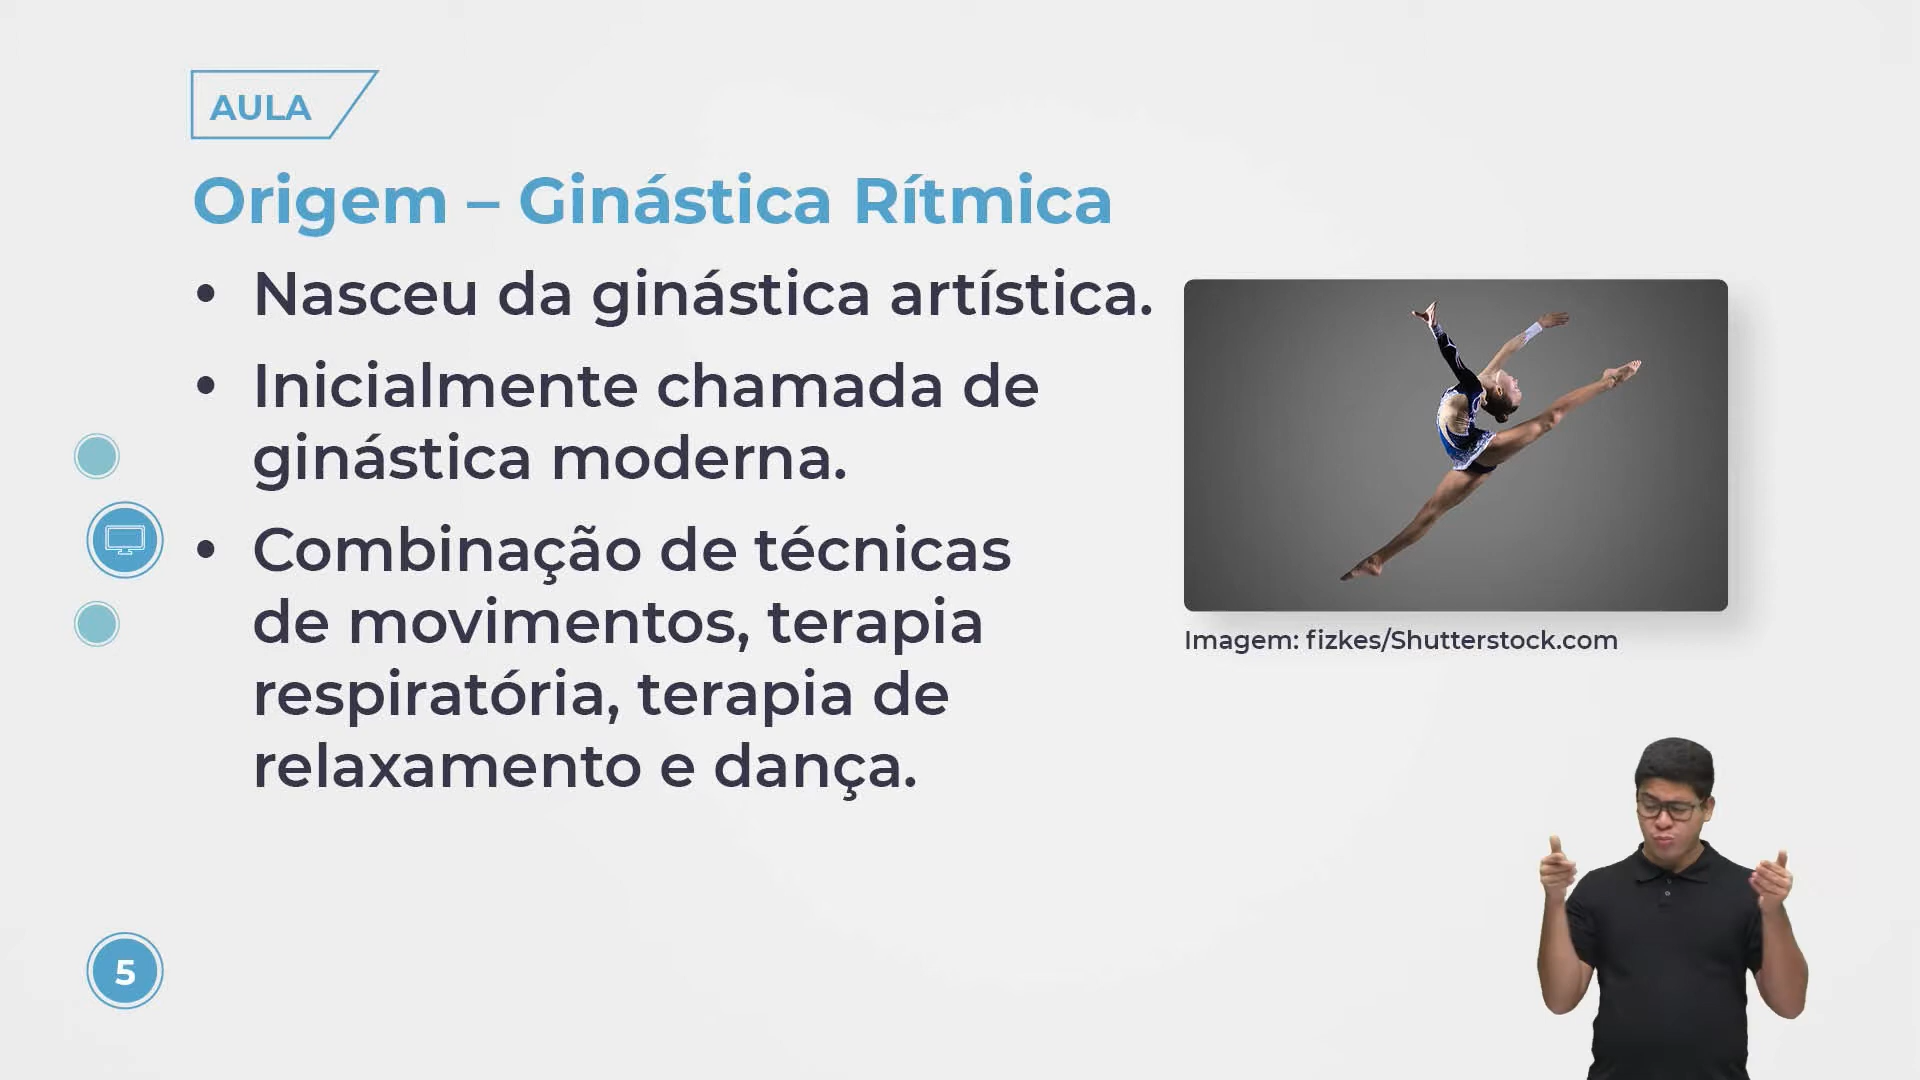 AULA
Origem – Ginástica Rítmica
• Nasceu da ginástica artística.
• Inicialmente chamada de
ginástica moderna.
• Combinação de técnicas
de movimentos, terapia
respiratória, terapia de
relaxamento e dança.
Imagem: fizkes/Shutterstock.com
5